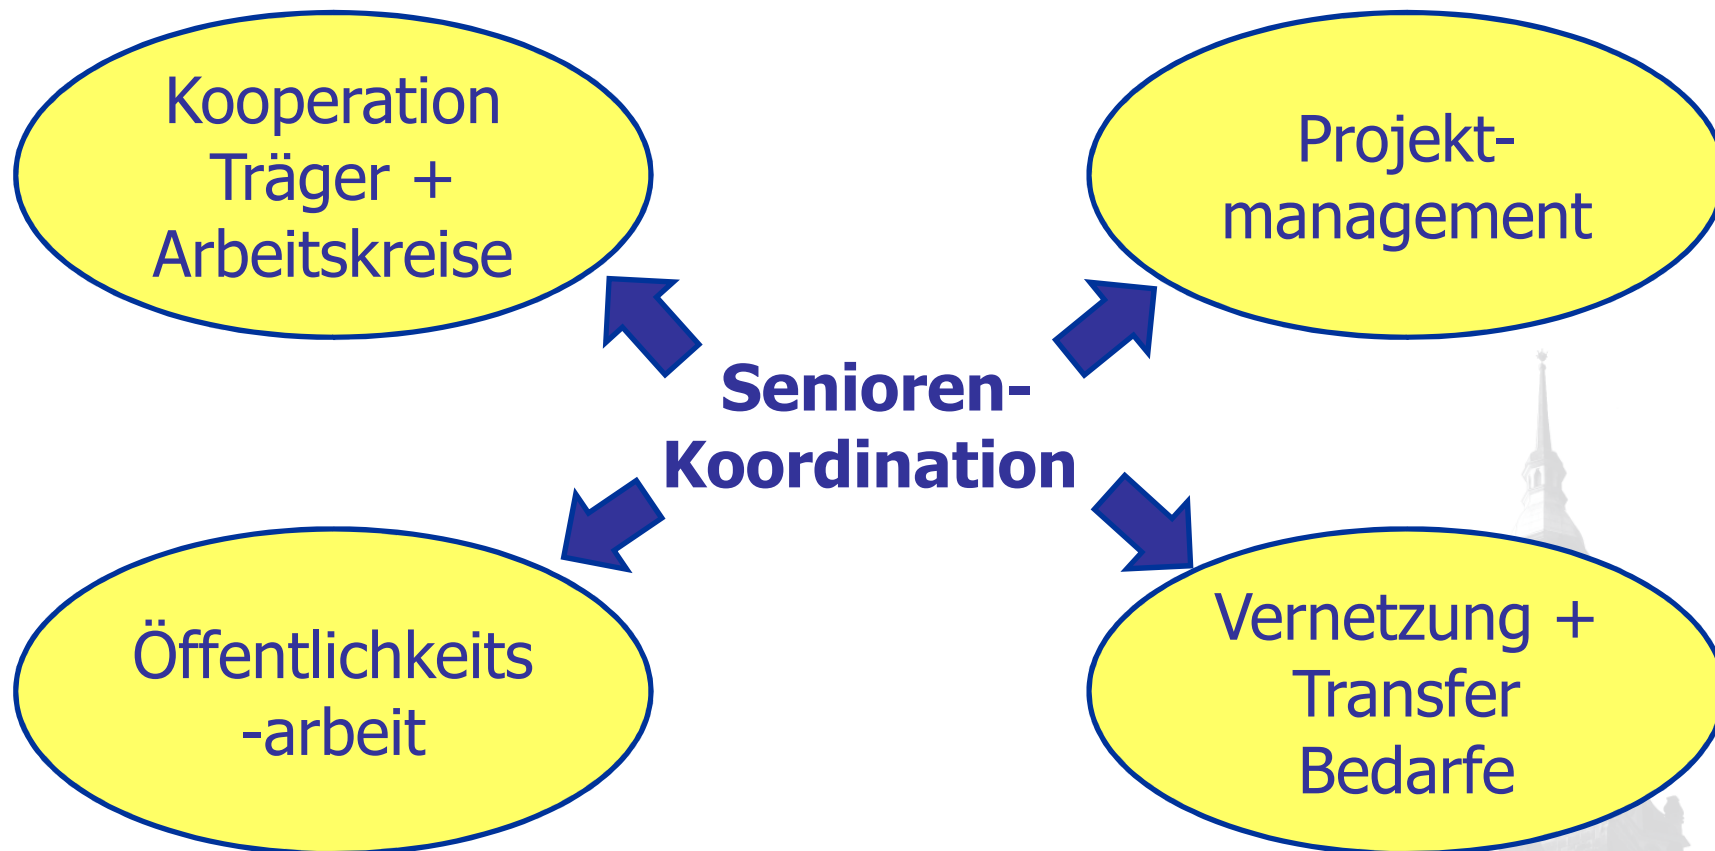 Kooperation
Träger +
Arbeitskreise
Projekt-
management
Senioren-
Koordination
Öffentlichkeits
-arbeit
Vernetzung +
Transfer
Bedarfe